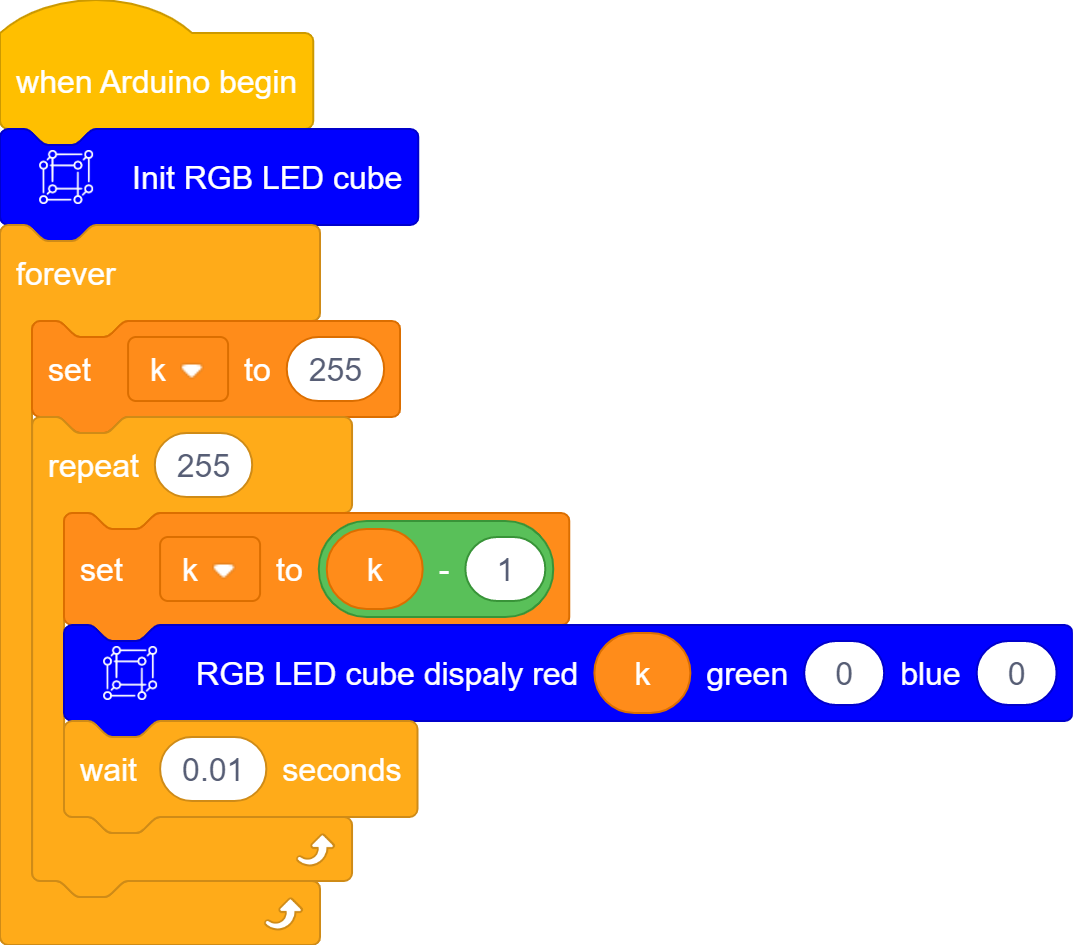 when Arduino begin
Init RGB LED cube
forever
set k to 255
repeat 255
set k to k - 1
RGB LED cube dispaly red k green 0 blue 0
wait 0.01 seconds